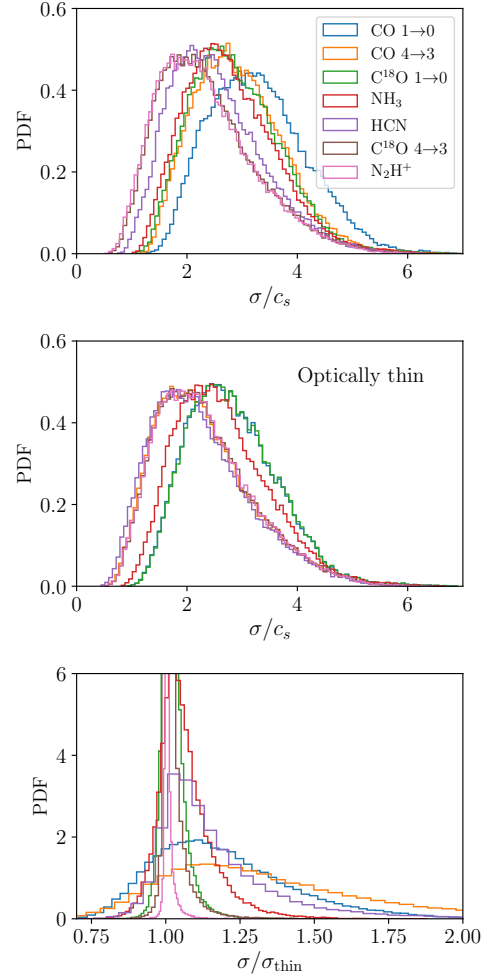 0.6
0.4
0.2
0.0
PDF
CO 1→0
CO 4→3
C¹⁸O 1→0
NH₃
HCN
C¹⁸O 4→3
N₂H⁺
0 2 4 6
σ/cₛ
0.6
0.4
0.2
0.0
PDF
Optically thin
0 2 4 6
σ/cₛ
6
4
2
0
PDF
0.75 1.00 1.25 1.50 1.75 2.00
σ/σ_thin